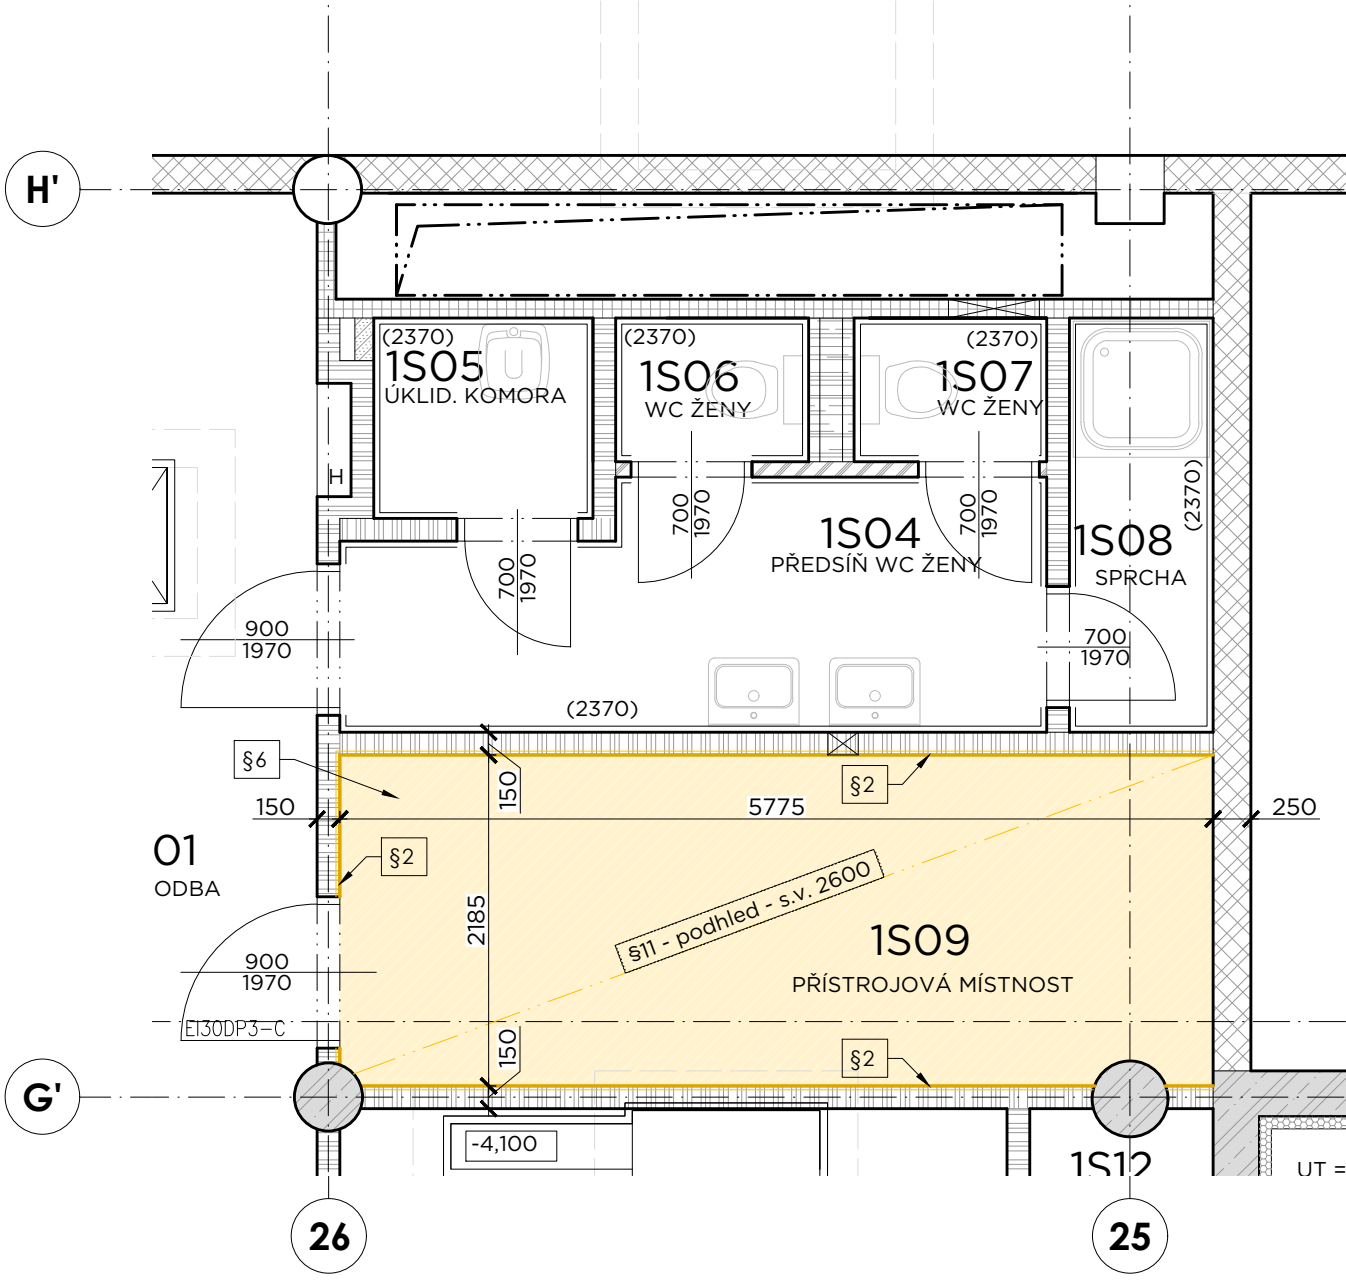 H'
(2370)
1S05
ÚKLID. KOMORA
(2370)
1S06
WC ŽENY
(2370)
1S07
WC ŽENY
H
700
1970
700
1970
700
1970
1S04
PŘEDSÍŇ WC ŽENY
(2370)
1S08
SPRCHA
900
1970
700
1970
(2370)
§6
150
§2
150
5775
250
01
ODBA
§2
2185
§11 - podhled - s.v. 2600
1S09
PŘÍSTROJOVÁ MÍSTNOST
900
1970
EI30DP3-C
150
§2
G'
-4,100
1S12
UT =
26
25